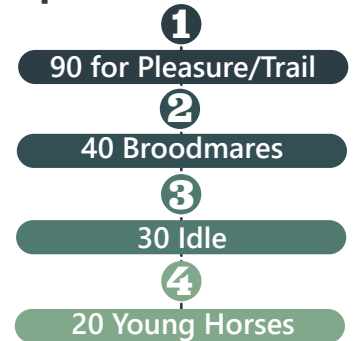 1
90 for Pleasure/Trail
2
40 Broodmares
3
30 Idle
4
20 Young Horses